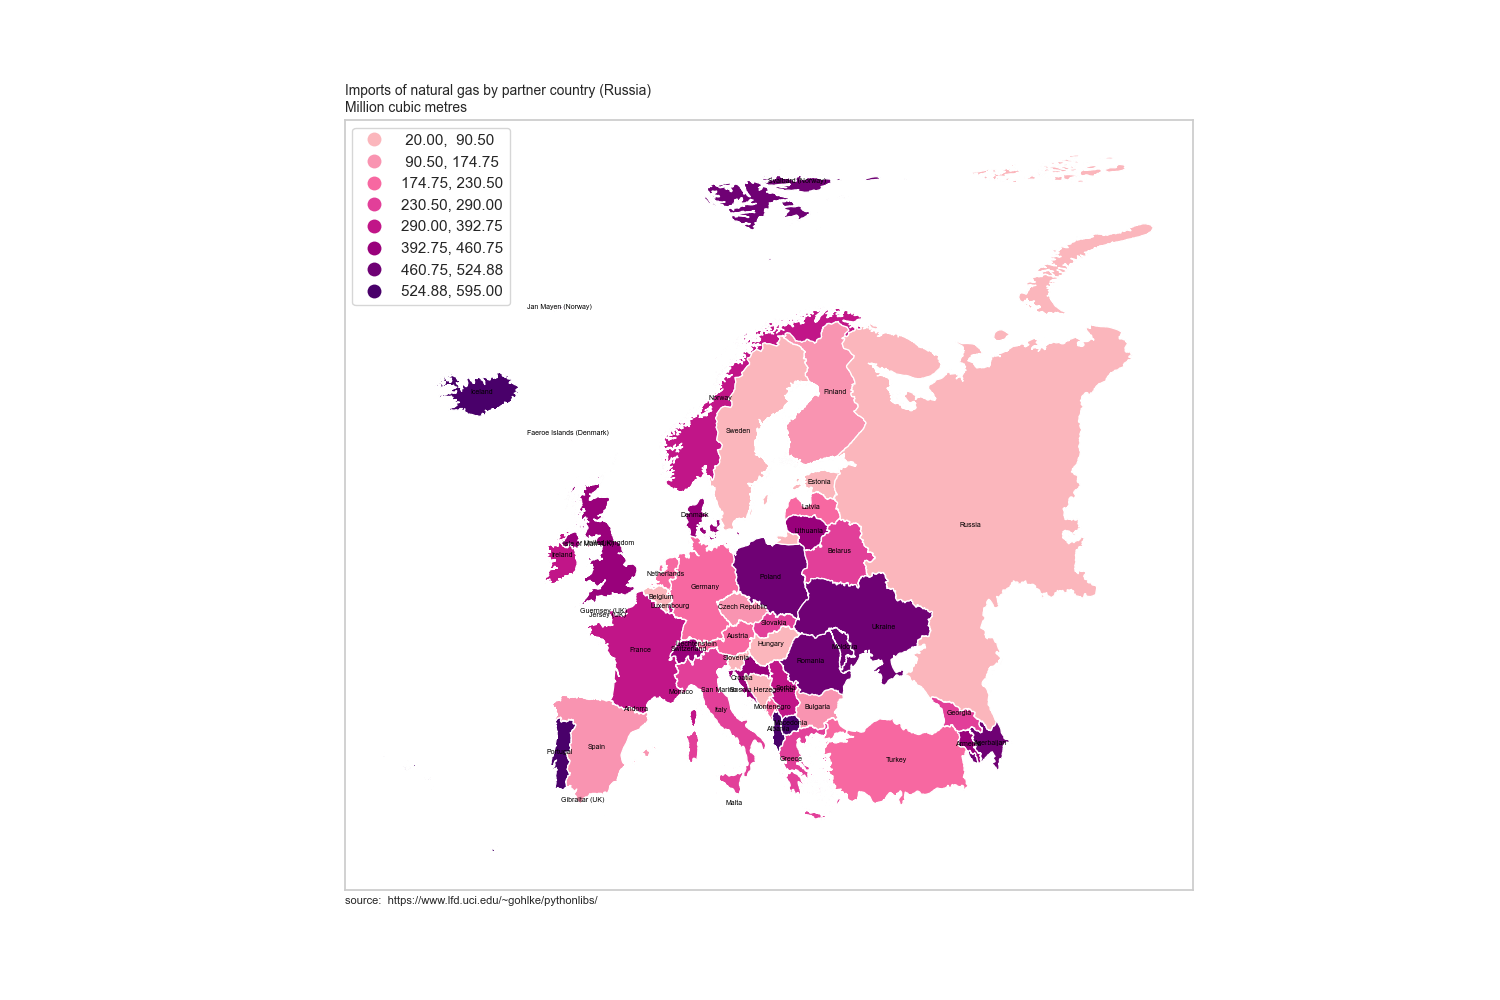 Imports of natural gas by partner country (Russia)
Million cubic metres
20.00, 90.50
90.50, 174.75
174.75, 230.50
230.50, 290.00
290.00, 392.75
392.75, 460.75
460.75, 524.88
524.88, 595.00
Jan Mayen (Norway)
Iceland
Finland
Norway
Faeroe Islands (Denmark)
Sweden
Estonia
Latvia
Denmark
Russia
Lithuania
United Kingdom
Ireland
Belarus
Netherlands
Poland
Germany
Belgium
Luxembourg
Czech Republic
Guernsey (UK)
Jersey (UK)
Slovakia
Ukraine
Austria
Liechtenstein
Hungary
Moldova
France
Switzerland
Slovenia
Romania
Croatia
Monaco
San Marino
Bosnia Herzegovina
Serbia
Andorra
Italy
Montenegro
Bulgaria
Georgia
Macedonia
Albania
Armenia
Azerbaijan
Spain
Portugal
Greece
Turkey
Gibraltar (UK)
Malta
source: https://www.lfd.uci.edu/~gohlke/pythonlibs/